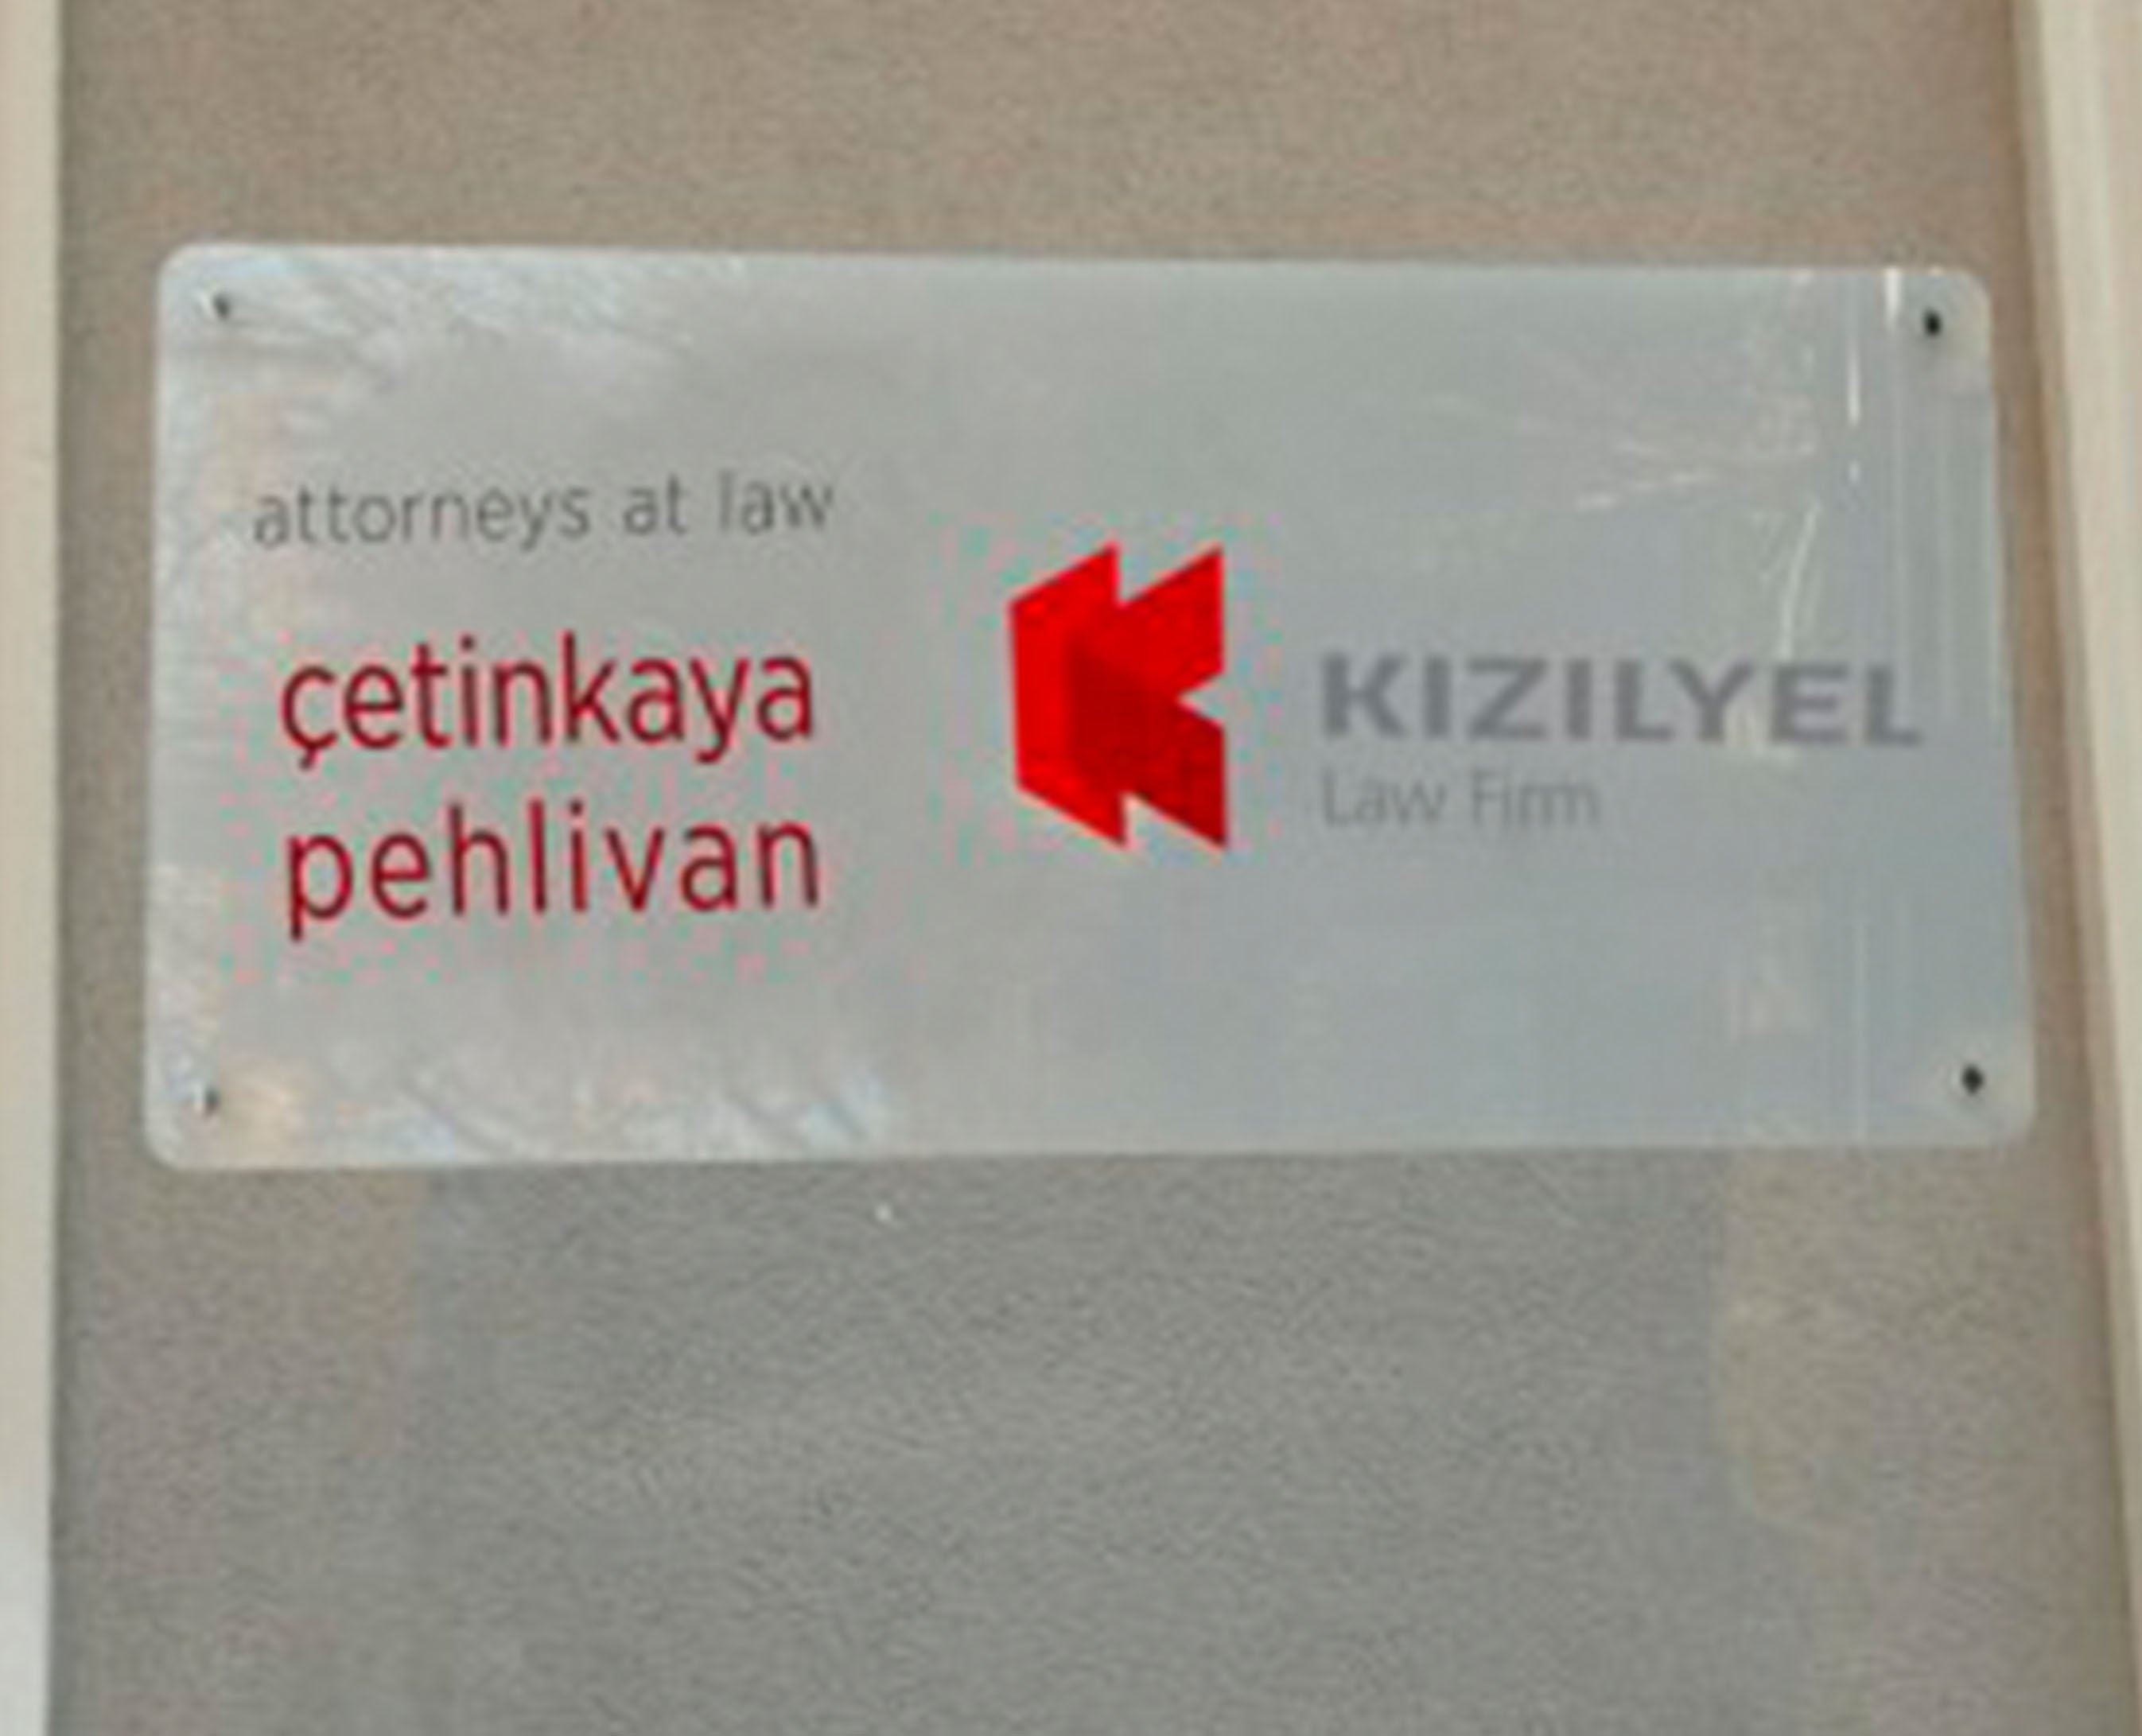 attorneys at law
çetinkaya
pehlivan
KIZILYEL
Law Firm